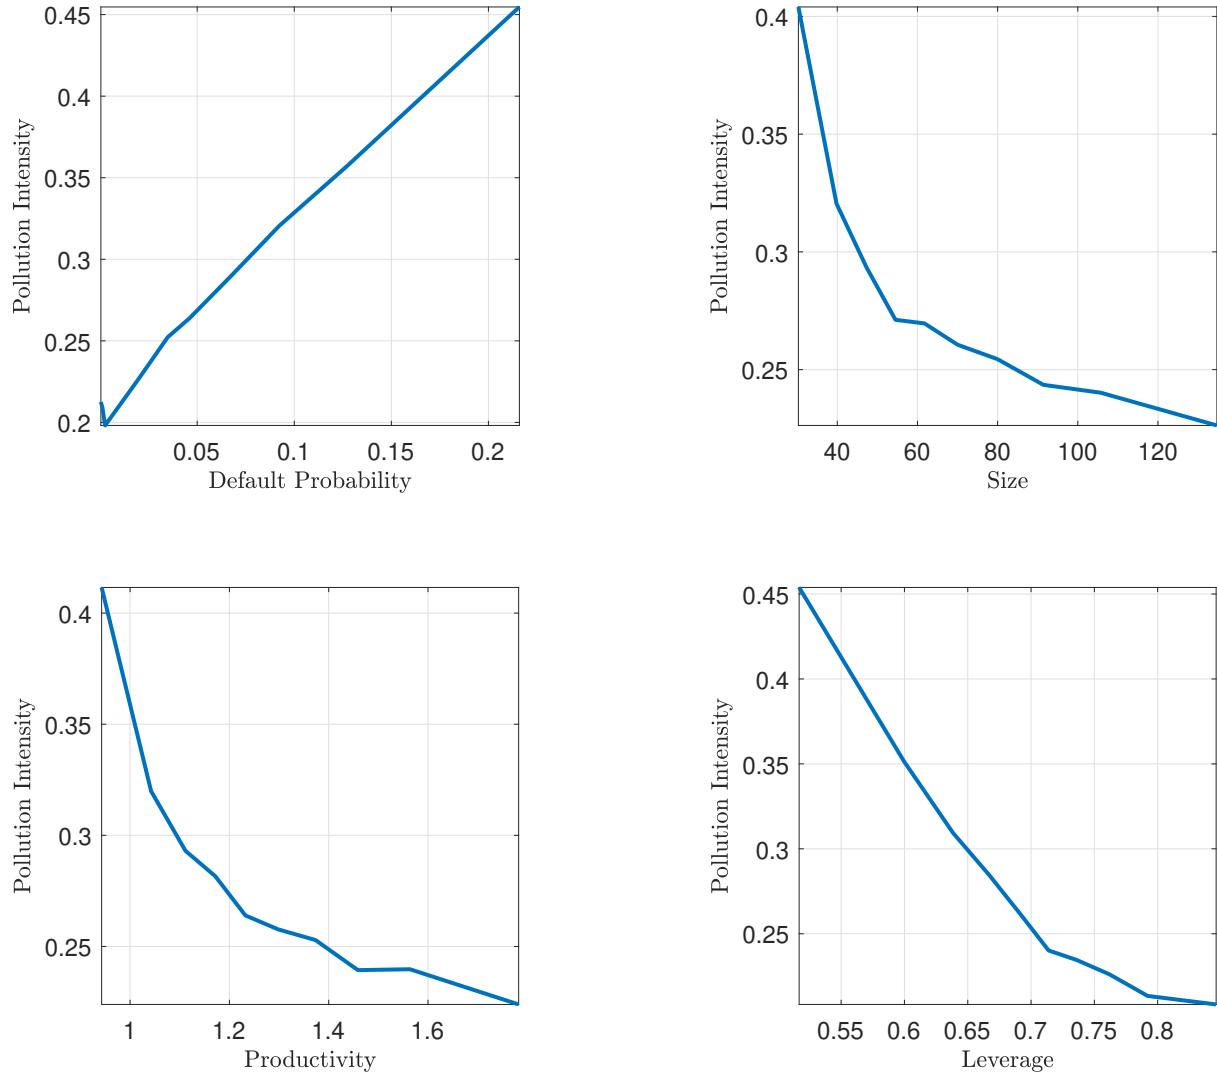 0.45
0.4
0.35
0.3
0.25
0.2
Pollution Intensity
0.05 0.1 0.15 0.2
Default Probability
0.4
0.35
0.3
0.25
Pollution Intensity
40 60 80 100 120
Size
0.4
0.35
0.3
0.25
Pollution Intensity
1 1.2 1.4 1.6
Productivity
0.45
0.4
0.35
0.3
0.25
Pollution Intensity
0.55 0.6 0.65 0.7 0.75 0.8
Leverage